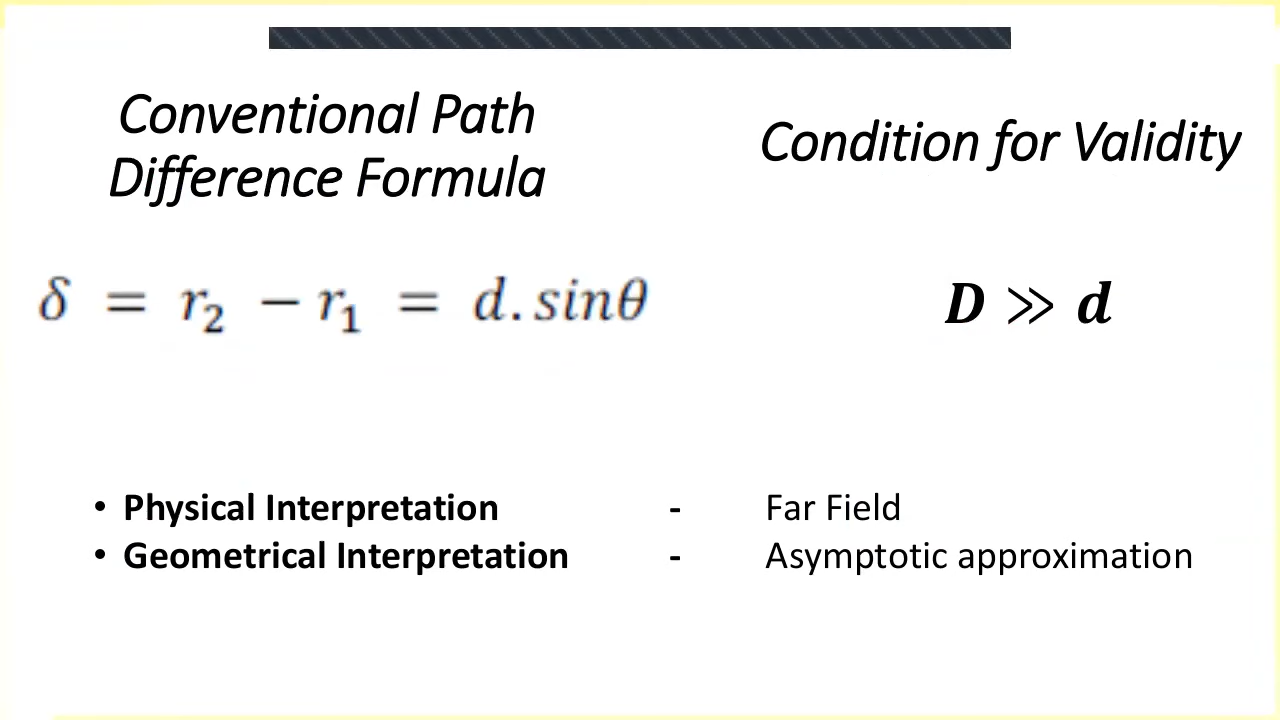 Conventional Path
Difference Formula
Condition for Validity
δ = r₂ − r₁ = d.sinθ
D ≫ d
• Physical Interpretation - Far Field
• Geometrical Interpretation - Asymptotic approximation